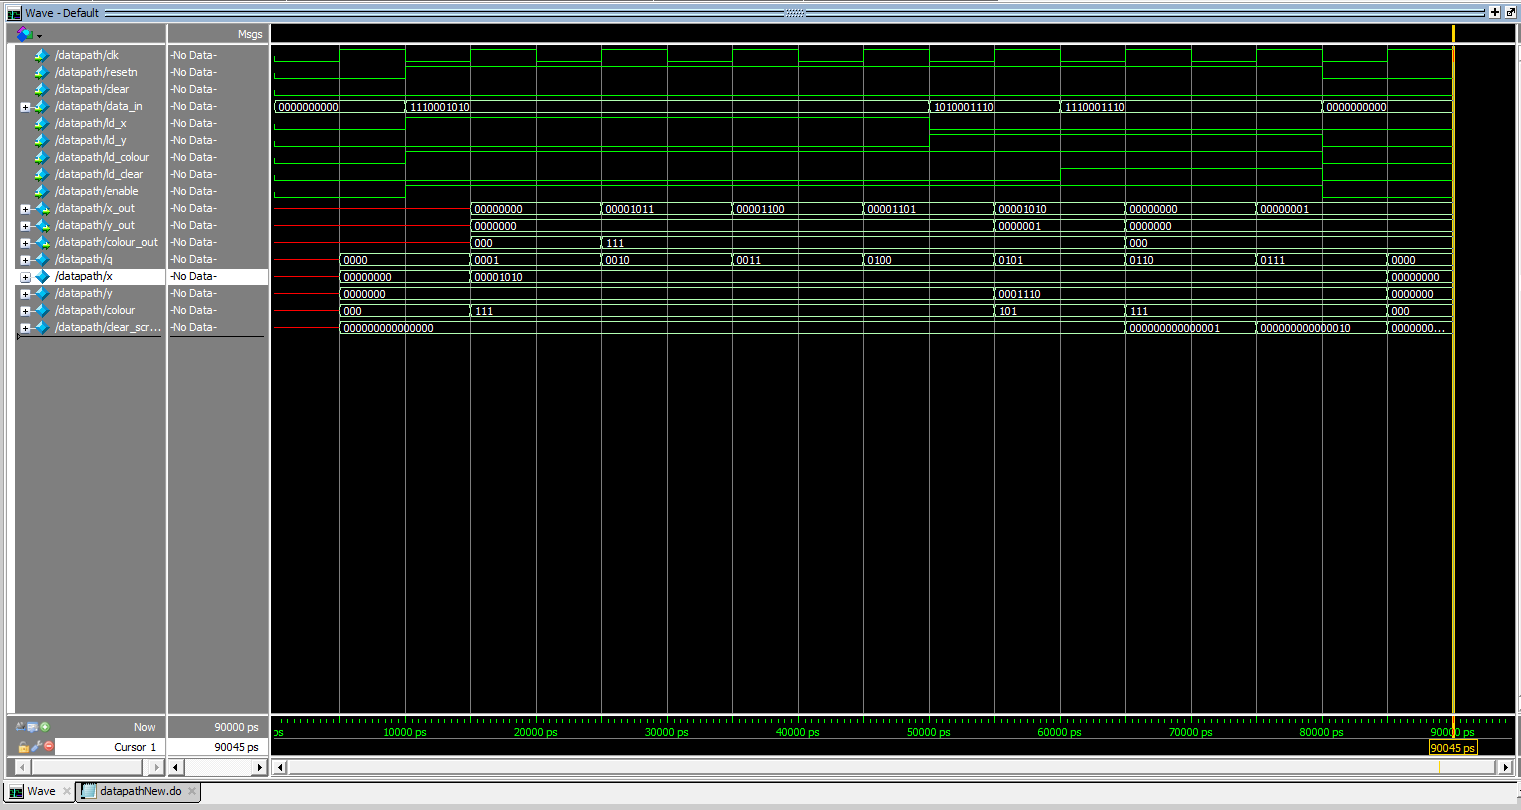 Wave - Default
Msgs
/datapath/clk -No Data-
/datapath/resetn -No Data-
/datapath/clear -No Data-
/datapath/data_in -No Data- 0000000000 1110001010 1010001110 1110001110 0000000000
/datapath/ld_x -No Data-
/datapath/ld_y -No Data-
/datapath/ld_colour -No Data-
/datapath/ld_clear -No Data-
/datapath/enable -No Data-
/datapath/x_out -No Data- 00000000 00001011 00001100 00001101 00001010 00000000 00000001
/datapath/y_out -No Data- 0000000 0000001 0000000
/datapath/colour_out -No Data- 000 111 000
/datapath/q -No Data- 0000 0001 0010 0011 0100 0101 0110 0111 0000
/datapath/x -No Data- 00000000 00001010 00000000
/datapath/y -No Data- 0000000 0001110 0000000
/datapath/colour -No Data- 000 111 101 111 000
/datapath/clear_scr... -No Data- 000000000000000 000000000000001 000000000000010 0000000...
Now 90000 ps ps 10000 ps 20000 ps 30000 ps 40000 ps 50000 ps 60000 ps 70000 ps 80000 ps 90000 ps
Cursor 1 90045 ps 90045 ps
Wave datapathNew.do